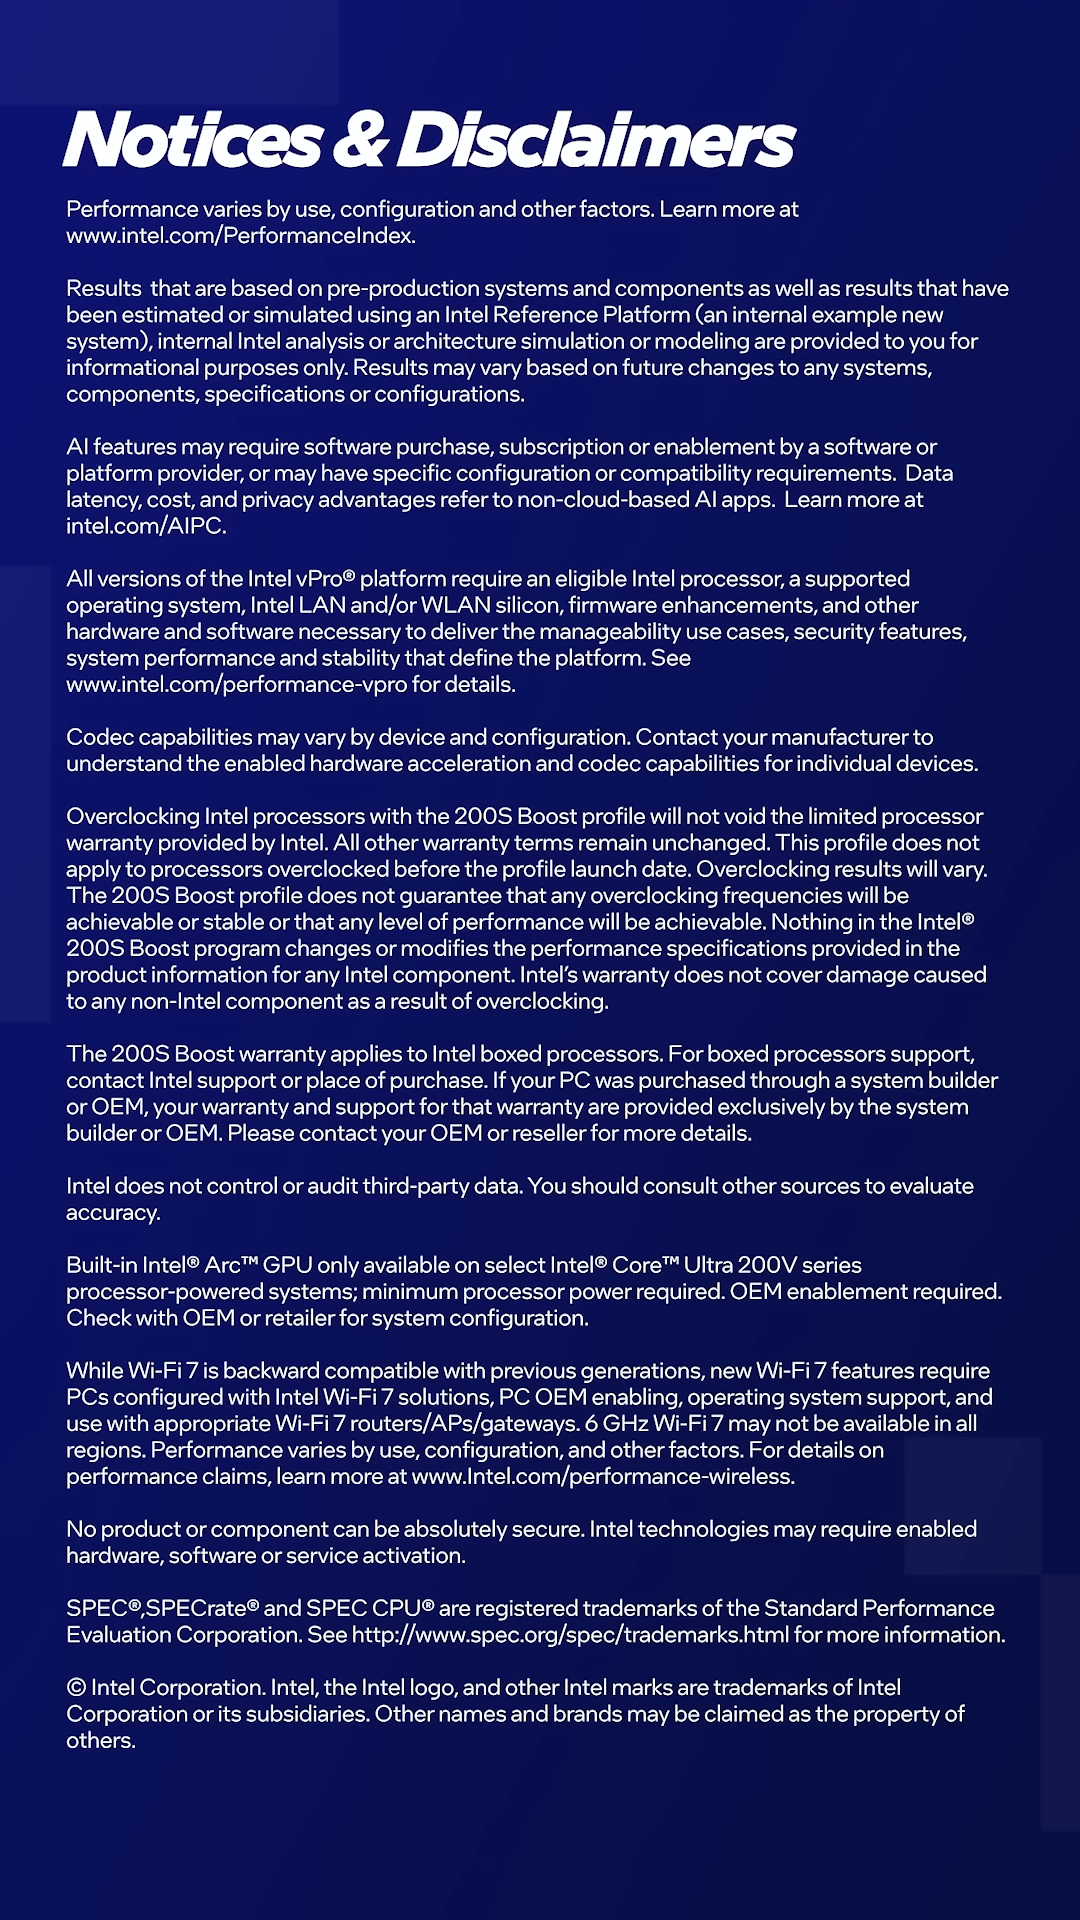 Notices & Disclaimers
Performance varies by use, configuration and other factors. Learn more at
www.intel.com/PerformanceIndex.
Results  that are based on pre-production systems and components as well as results that have
been estimated or simulated using an Intel Reference Platform (an internal example new
system), internal Intel analysis or architecture simulation or modeling are provided to you for
informational purposes only. Results may vary based on future changes to any systems,
components, specifications or configurations.
AI features may require software purchase, subscription or enablement by a software or
platform provider, or may have specific configuration or compatibility requirements.  Data
latency, cost, and privacy advantages refer to non-cloud-based AI apps.  Learn more at
intel.com/AIPC.
All versions of the Intel vPro® platform require an eligible Intel processor, a supported
operating system, Intel LAN and/or WLAN silicon, firmware enhancements, and other
hardware and software necessary to deliver the manageability use cases, security features,
system performance and stability that define the platform. See
www.intel.com/performance-vpro for details.
Codec capabilities may vary by device and configuration. Contact your manufacturer to
understand the enabled hardware acceleration and codec capabilities for individual devices.
Overclocking Intel processors with the 200S Boost profile will not void the limited processor
warranty provided by Intel. All other warranty terms remain unchanged. This profile does not
apply to processors overclocked before the profile launch date. Overclocking results will vary.
The 200S Boost profile does not guarantee that any overclocking frequencies will be
achievable or stable or that any level of performance will be achievable. Nothing in the Intel®
200S Boost program changes or modifies the performance specifications provided in the
product information for any Intel component. Intel’s warranty does not cover damage caused
to any non-Intel component as a result of overclocking.
The 200S Boost warranty applies to Intel boxed processors. For boxed processors support,
contact Intel support or place of purchase. If your PC was purchased through a system builder
or OEM, your warranty and support for that warranty are provided exclusively by the system
builder or OEM. Please contact your OEM or reseller for more details.
Intel does not control or audit third-party data. You should consult other sources to evaluate
accuracy.
Built-in Intel® Arc™ GPU only available on select Intel® Core™ Ultra 200V series
processor-powered systems; minimum processor power required. OEM enablement required.
Check with OEM or retailer for system configuration.
While Wi-Fi 7 is backward compatible with previous generations, new Wi-Fi 7 features require
PCs configured with Intel Wi-Fi 7 solutions, PC OEM enabling, operating system support, and
use with appropriate Wi-Fi 7 routers/APs/gateways. 6 GHz Wi-Fi 7 may not be available in all
regions. Performance varies by use, configuration, and other factors. For details on
performance claims, learn more at www.Intel.com/performance-wireless.
No product or component can be absolutely secure. Intel technologies may require enabled
hardware, software or service activation.
SPEC®,SPECrate® and SPEC CPU® are registered trademarks of the Standard Performance
Evaluation Corporation. See http://www.spec.org/spec/trademarks.html for more information.
© Intel Corporation. Intel, the Intel logo, and other Intel marks are trademarks of Intel
Corporation or its subsidiaries. Other names and brands may be claimed as the property of
others.